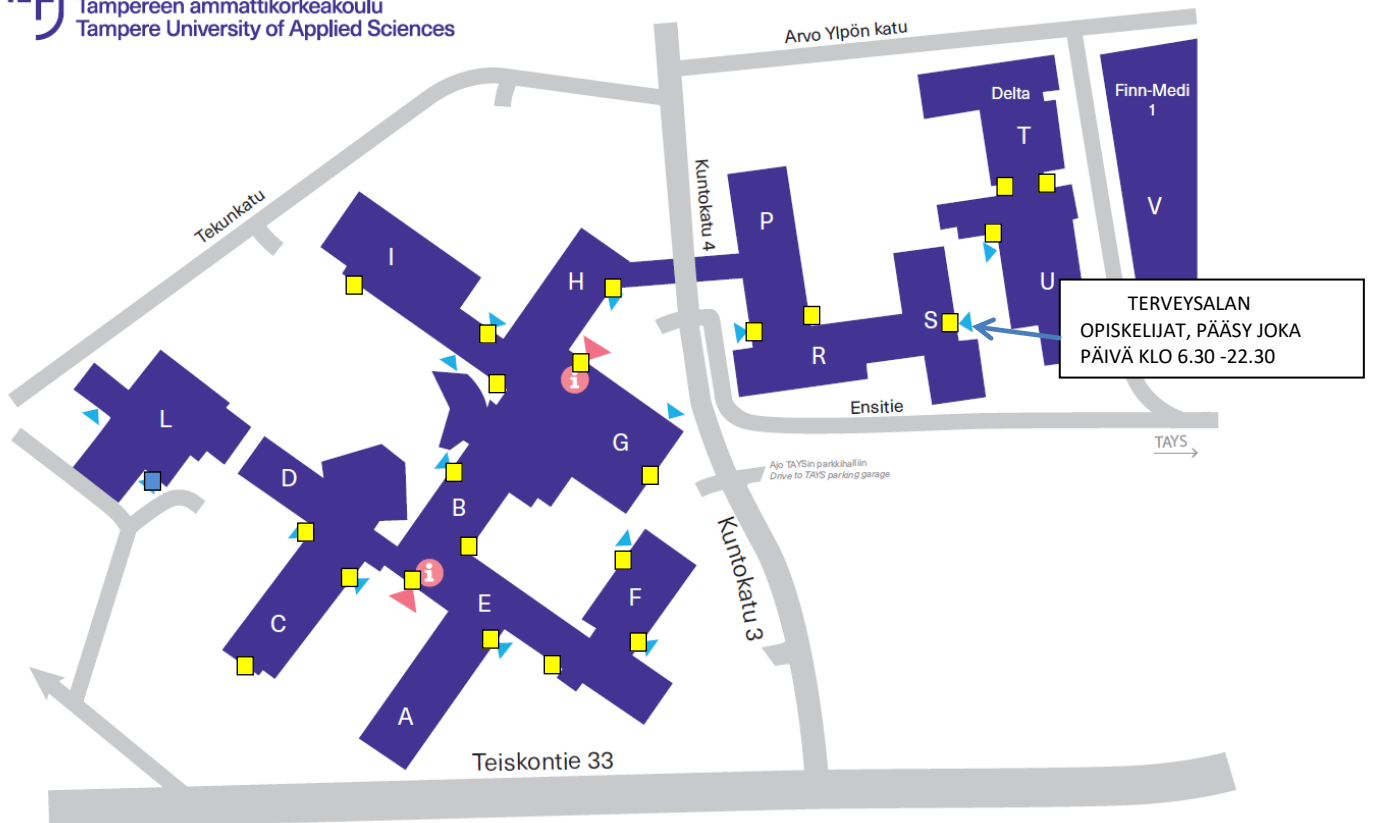 Tampereen ammattikorkeakoulu
Tampere University of Applied Sciences
Arvo Ylpön katu
Delta
Finn-Medi
1
T
Kuntokatu 4
Tekunkatu
P
V
I
H
U
TERVEYSALAN
OPISKELIJAT, PÄÄSY JOKA
PÄIVÄ KLO 6.30 -22.30
S
R
i
Ensitie
L
G
TAYS
D
Ajo TAYSin parkkihalliin
Drive to TAYS parking garage
B
Kuntokatu 3
i
E
F
C
A
Teiskontie 33